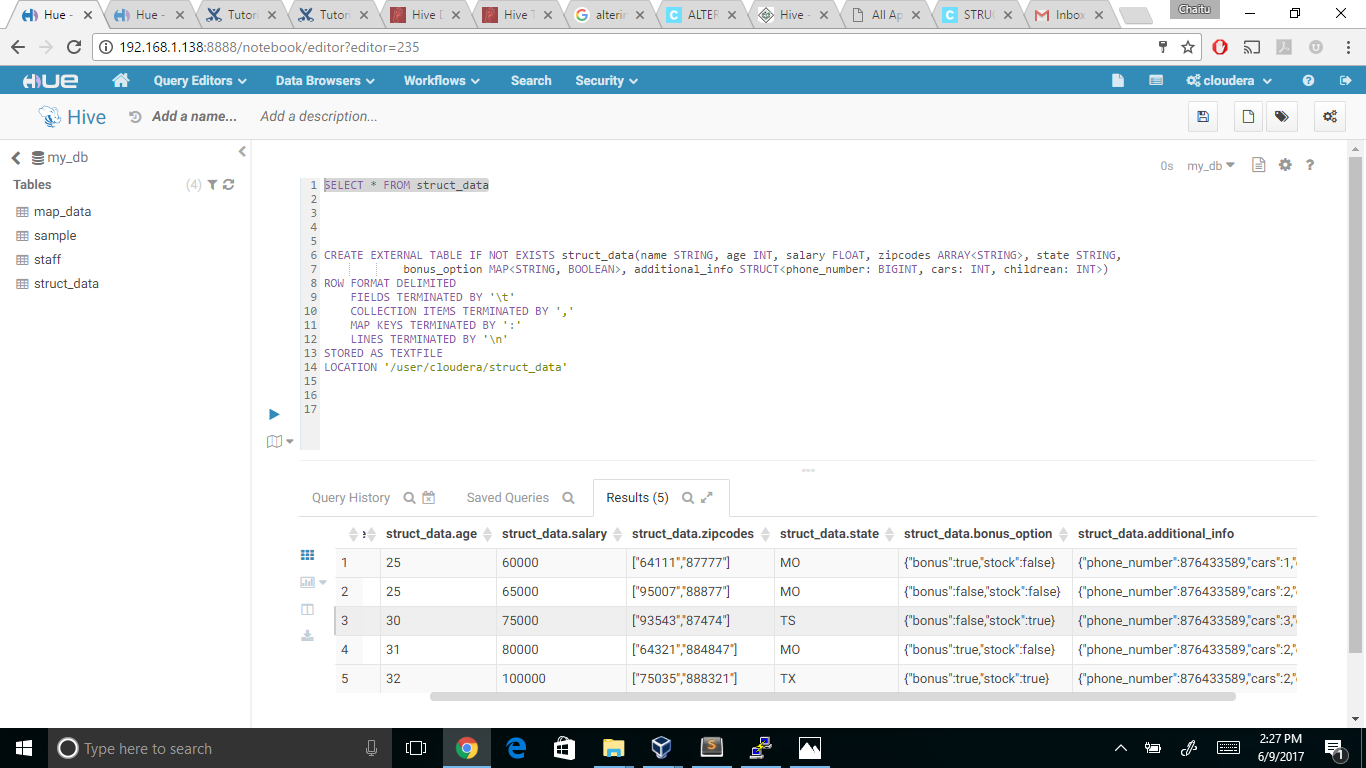 Hue -
Hue -
Tutori
Tutori
Hive D
Hive T
alterin
ALTER
Hive -
All Ap
STRU
Inbox
Chaitu
192.168.1.138:8888/notebook/editor?editor=235
HUE
Query Editors
Data Browsers
Workflows
Search
Security
cloudera
Hive
Add a name...
Add a description...
my_db
Tables
(4)
map_data
sample
staff
struct_data
0s
my_db
1 SELECT * FROM struct_data
2
3
4
5
6 CREATE EXTERNAL TABLE IF NOT EXISTS struct_data(name STRING, age INT, salary FLOAT, zipcodes ARRAY<STRING>, state STRING,
7 bonus_option MAP<STRING, BOOLEAN>, additional_info STRUCT<phone_number: BIGINT, cars: INT, childrean: INT>)
8 ROW FORMAT DELIMITED
9 FIELDS TERMINATED BY '\t'
10 COLLECTION ITEMS TERMINATED BY ','
11 MAP KEYS TERMINATED BY ':'
12 LINES TERMINATED BY '\n'
13 STORED AS TEXTFILE
14 LOCATION '/user/cloudera/struct_data'
15
16
17
Query History
Saved Queries
Results (5)
struct_data.age struct_data.salary struct_data.zipcodes struct_data.state struct_data.bonus_option struct_data.additional_info
1 25 60000 ["64111","87777"] MO {"bonus":true,"stock":false} {"phone_number":876433589,"cars":1,"
2 25 65000 ["95007","88877"] MO {"bonus":false,"stock":false} {"phone_number":876433589,"cars":2,"
3 30 75000 ["93543","87474"] TS {"bonus":false,"stock":true} {"phone_number":876433589,"cars":3,"
4 31 80000 ["64321","884847"] MO {"bonus":true,"stock":false} {"phone_number":876433589,"cars":2,"
5 32 100000 ["75035","888321"] TX {"bonus":true,"stock":true} {"phone_number":876433589,"cars":2,"
Type here to search
2:27 PM
6/9/2017
1